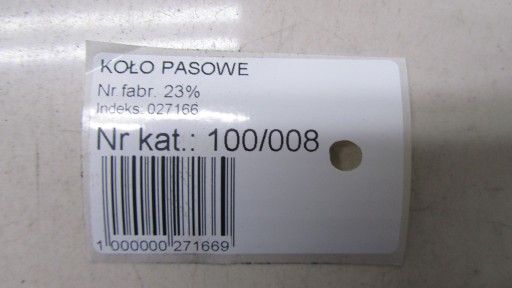 KOŁO PASOWE
Nr fabr. 23%
Indeks: 027166
Nr kat.: 100/008
1 000000 271669